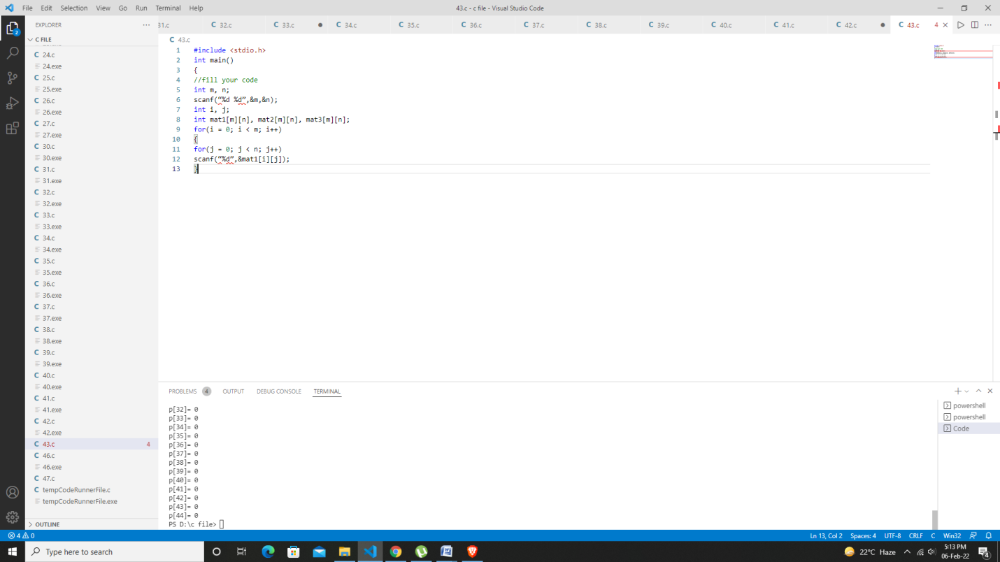 File Edit Selection View Go Run Terminal Help
43.c - c file - Visual Studio Code
EXPLORER
31.c 32.c 33.c 34.c 35.c 36.c 37.c 38.c 39.c 40.c 41.c 42.c 43.c 4
2
C FILE
24.c
24.exe
25.c
25.exe
26.c
26.exe
27.c
27.exe
30.c
30.exe
31.c
31.exe
32.c
32.exe
33.c
33.exe
34.c
34.exe
35.c
35.exe
36.c
36.exe
37.c
37.exe
38.c
38.exe
39.c
39.exe
40.c
40.exe
41.c
41.exe
42.c
42.exe
43.c 4
46.c
46.exe
47.c
tempCodeRunnerFile.c
tempCodeRunnerFile.exe
OUTLINE
C 43.c
1 #include <stdio.h>
2 int main()
3 {
4 //fill your code
5 int m, n;
6 scanf(“%d %d”,&m,&n);
7 int i, j;
8 int mat1[m][n], mat2[m][n], mat3[m][n];
9 for(i = 0; i < m; i++)
10 {
11 for(j = 0; j < n; j++)
12 scanf(“%d”,&mat1[i][j]);
13 }
PROBLEMS 4 OUTPUT DEBUG CONSOLE TERMINAL
p[32]= 0
p[33]= 0
p[34]= 0
p[35]= 0
p[36]= 0
p[37]= 0
p[38]= 0
p[39]= 0
p[40]= 0
p[41]= 0
p[42]= 0
p[43]= 0
p[44]= 0
PS D:\c file>
powershell
powershell
Code
4 0
Ln 13, Col 2 Spaces: 4 UTF-8 CRLF C Win32
Type here to search
22°C Haze
5:13 PM
06-Feb-22
4